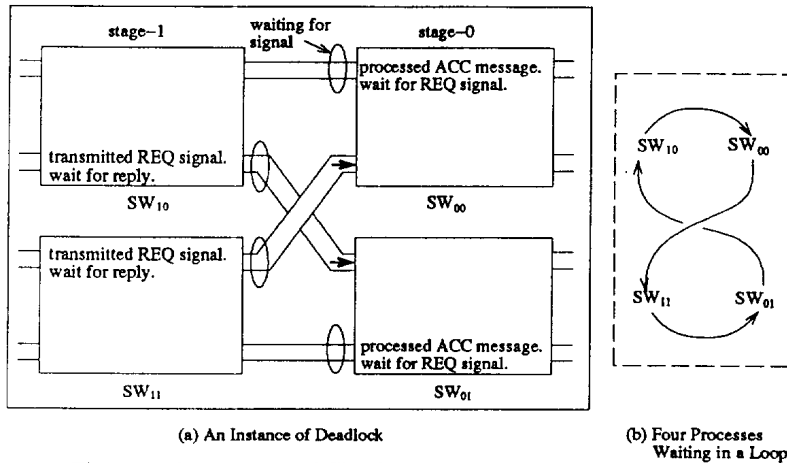 stage–1
waiting for
signal
stage–0
processed ACC message.
wait for REQ signal.
transmitted REQ signal.
wait for reply.
SW10
SW00
transmitted REQ signal.
wait for reply.
processed ACC message.
wait for REQ signal.
SW11
SW01
(a) An Instance of Deadlock
SW10
SW00
SW11
SW01
(b) Four Processes
Waiting in a Loop